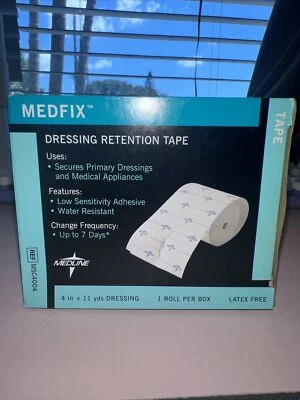 MEDFIX™
DRESSING RETENTION TAPE
Uses:
• Secures Primary Dressings
and Medical Appliances
Features:
• Low Sensitivity Adhesive
• Water Resistant
Change Frequency:
• Up to 7 Days*
MEDLINE
4 in x 11 yds DRESSING
1 ROLL PER BOX
LATEX FREE
TAPE
REF MSC4004